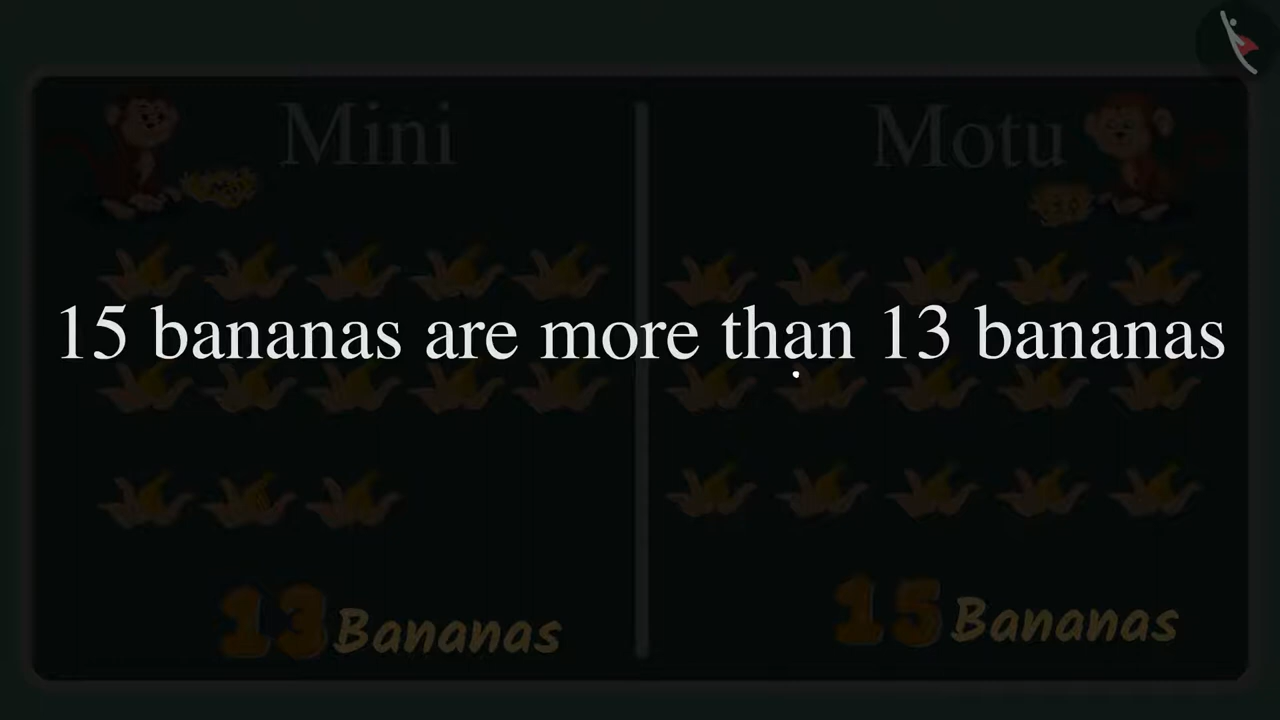 Mini
Motu
15 bananas are more than 13 bananas
.
13 Bananas
15 Bananas